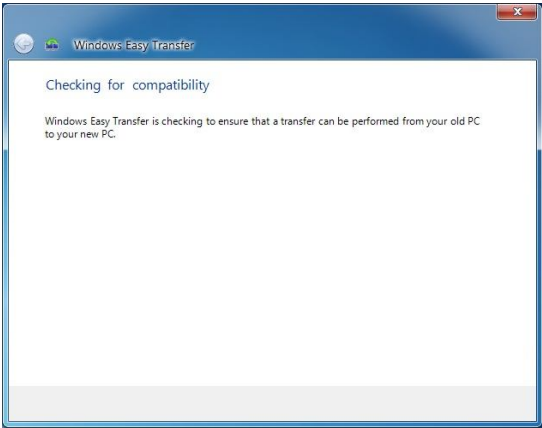 Windows Easy Transfer
Checking for compatibility
Windows Easy Transfer is checking to ensure that a transfer can be performed from your old PC
to your new PC.